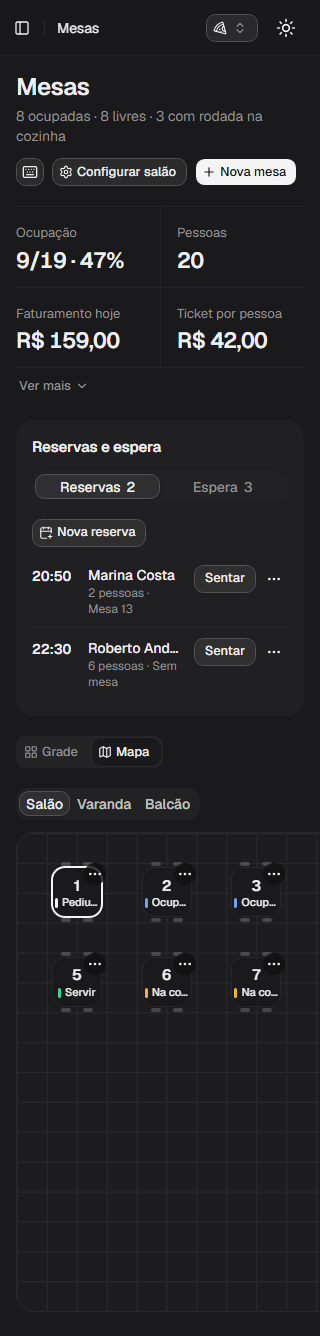 Mesas
Mesas
8 ocupadas · 8 livres · 3 com rodada na
cozinha
Configurar salão
Nova mesa
Ocupação
9/19 · 47%
Pessoas
20
Faturamento hoje
R$ 159,00
Ticket por pessoa
R$ 42,00
Ver mais
Reservas e espera
Reservas 2
Espera 3
Nova reserva
20:50
Marina Costa
2 pessoas ·
Mesa 13
Sentar
22:30
Roberto And...
6 pessoas · Sem
mesa
Sentar
Grade
Mapa
Salão
Varanda
Balcão
1
Pediu...
2
Ocup...
3
Ocup...
5
Servir
6
Na co...
7
Na co...